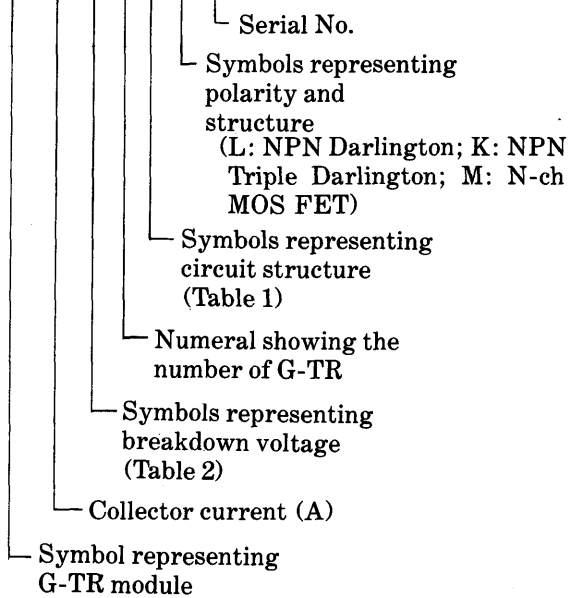 Serial No.
Symbols representing
polarity and
structure
(L: NPN Darlington; K: NPN
Triple Darlington; M: N-ch
MOS FET)
Symbols representing
circuit structure
(Table 1)
Numeral showing the
number of G-TR
Symbols representing
breakdown voltage
(Table 2)
Collector current (A)
Symbol representing
G-TR module